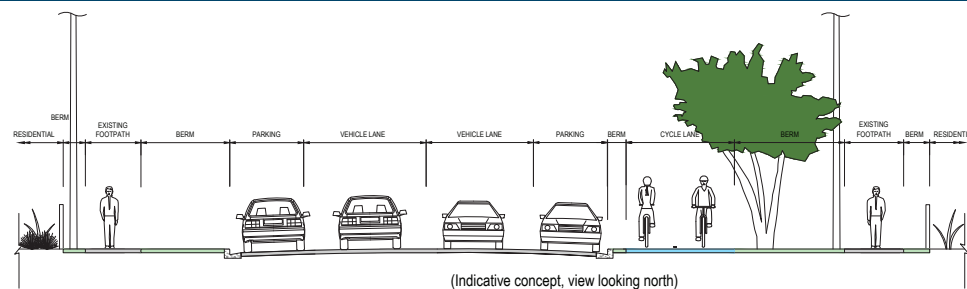 BERM
RESIDENTIAL
EXISTING
FOOTPATH
BERM
PARKING
VEHICLE LANE
VEHICLE LANE
PARKING
BERM
CYCLE LANE
BERM
EXISTING
FOOTPATH
BERM
RESIDENTI
(Indicative concept, view looking north)